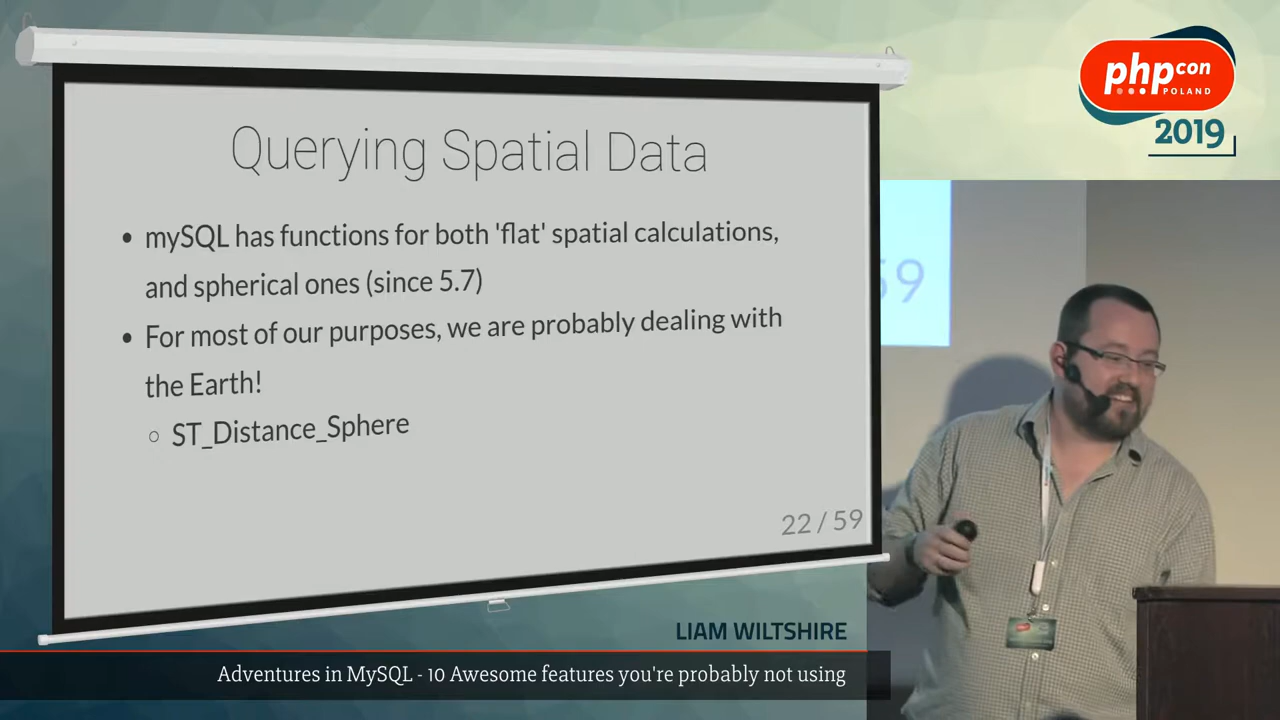 phpcon
POLAND
2019
Querying Spatial Data
• mySQL has functions for both 'flat' spatial calculations,
and spherical ones (since 5.7)
• For most of our purposes, we are probably dealing with
the Earth!
○ ST_Distance_Sphere
22 / 59
59
LIAM WILTSHIRE
Adventures in MySQL - 10 Awesome features you're probably not using